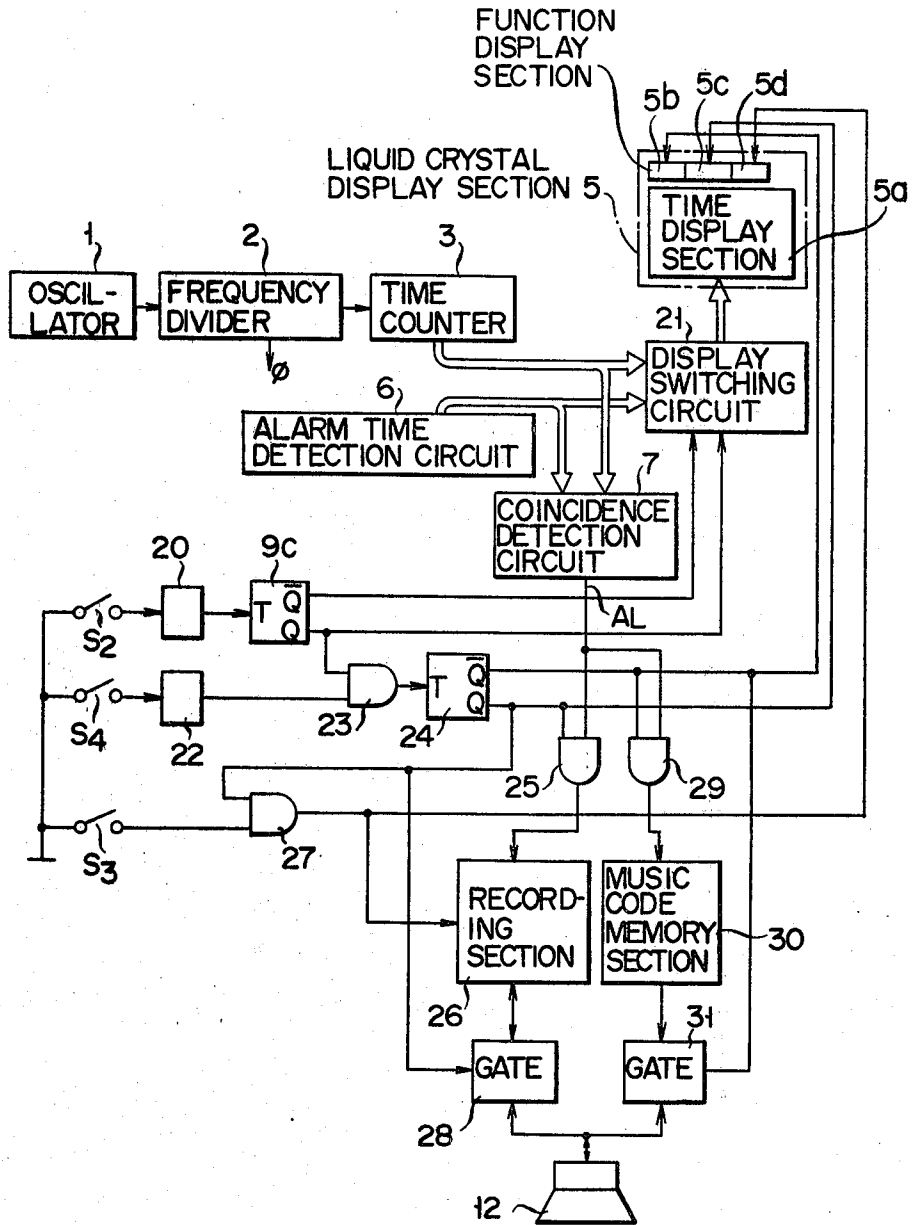 FUNCTION
DISPLAY
SECTION
5b
5c
5d
LIQUID CRYSTAL
DISPLAY SECTION 5
TIME
DISPLAY
SECTION
5a
1
2
3
OSCIL-
LATOR
FREQUENCY
DIVIDER
TIME
COUNTER
21
DISPLAY
SWITCHING
CIRCUIT
Ø
6
ALARM TIME
DETECTION CIRCUIT
7
COINCIDENCE
DETECTION
CIRCUIT
20
9c
T
Q̅
Q
S2
AL
S4
22
23
T
Q̅
Q
24
25
29
S3
27
RECORD-
ING
SECTION
26
MUSIC
CODE
MEMORY
SECTION
30
31
GATE
28
GATE
12